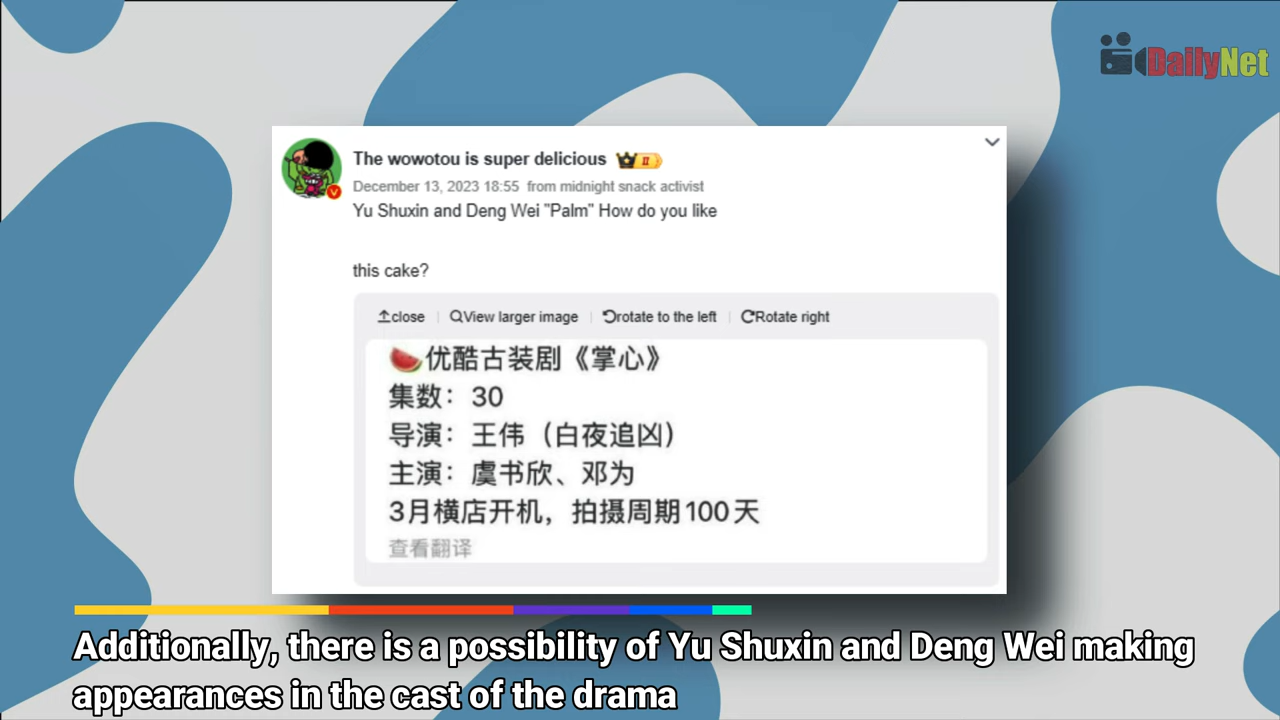 DailyNet
The wowotou is super delicious II
December 13, 2023 18:55 from midnight snack activist
Yu Shuxin and Deng Wei "Palm" How do you like
this cake?
close View larger image rotate to the left Rotate right
优酷古装剧《掌心》
集数：30
导演：王伟（白夜追凶）
主演：虞书欣、邓为
3月横店开机，拍摄周期100天
查看翻译
Additionally, there is a possibility of Yu Shuxin and Deng Wei making
appearances in the cast of the drama